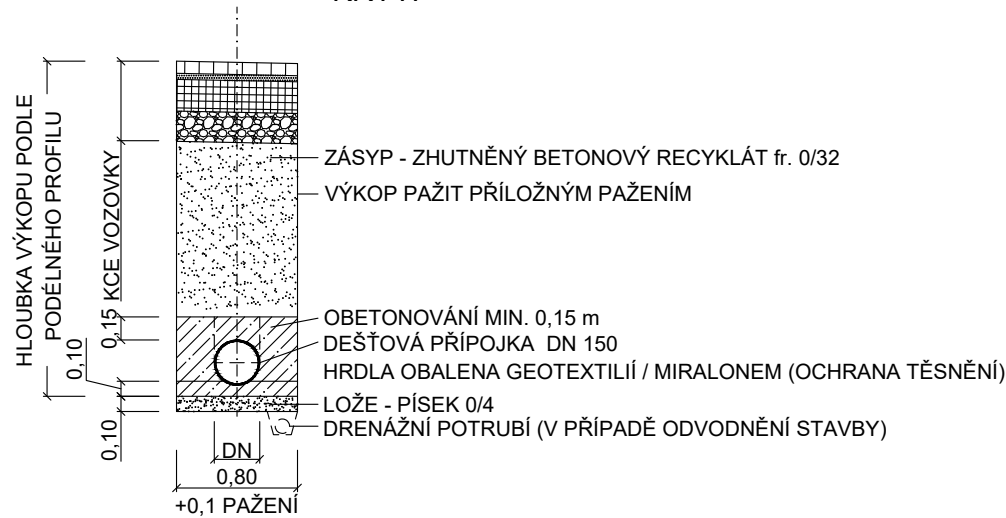 HLOUBKA VÝKOPU PODLE
PODÉLNÉHO PROFILU
KCE VOZOVKY
0,15
0,10
0,10
ZÁSYP - ZHUTNĚNÝ BETONOVÝ RECYKLÁT fr. 0/32
VÝKOP PAŽIT PŘÍLOŽNÝM PAŽENÍM
OBETONOVÁNÍ MIN. 0,15 m
DEŠŤOVÁ PŘÍPOJKA DN 150
HRDLA OBALENA GEOTEXTILIÍ / MIRALONEM (OCHRANA TĚSNĚNÍ)
LOŽE - PÍSEK 0/4
DRENÁŽNÍ POTRUBÍ (V PŘÍPADĚ ODVODNĚNÍ STAVBY)
DN
0,80
+0,1 PAŽENÍ